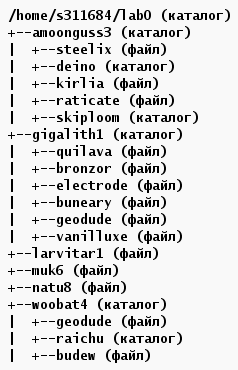 /home/s311684/lab0 (каталог)
+--amoonguss3 (каталог)
|  +--steelix (файл)
|  +--deino (каталог)
|  +--kirlia (файл)
|  +--raticate (файл)
|  +--skiploom (каталог)
+--gigalith1 (каталог)
|  +--quilava (файл)
|  +--bronzor (файл)
|  +--electrode (файл)
|  +--buneary (файл)
|  +--geodude (файл)
|  +--vanilluxe (файл)
+--larvitar1 (файл)
+--muk6 (файл)
+--natu8 (файл)
+--woobat4 (каталог)
|  +--geodude (файл)
|  +--raichu (каталог)
|  +--budew (файл)